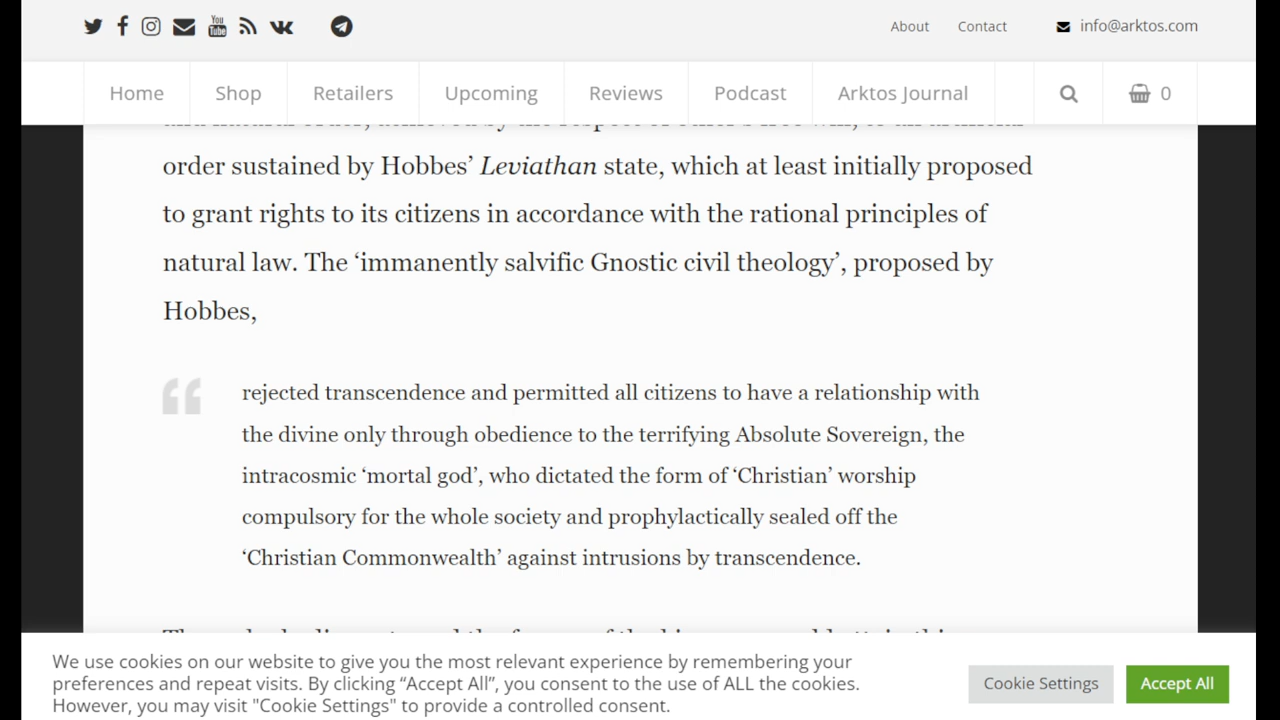 About Contact info@arktos.com
Home Shop Retailers Upcoming Reviews Podcast Arktos Journal 0
order sustained by Hobbes’ Leviathan state, which at least initially proposed
to grant rights to its citizens in accordance with the rational principles of
natural law. The ‘immanently salvific Gnostic civil theology’, proposed by
Hobbes,
rejected transcendence and permitted all citizens to have a relationship with
the divine only through obedience to the terrifying Absolute Sovereign, the
intracosmic ‘mortal god’, who dictated the form of ‘Christian’ worship
compulsory for the whole society and prophylactically sealed off the
‘Christian Commonwealth’ against intrusions by transcendence.
We use cookies on our website to give you the most relevant experience by remembering your
preferences and repeat visits. By clicking “Accept All”, you consent to the use of ALL the cookies.
However, you may visit "Cookie Settings" to provide a controlled consent.
Cookie Settings Accept All